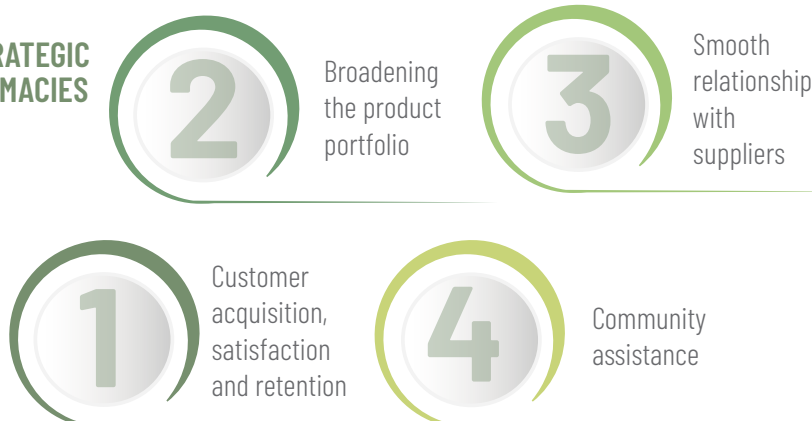 RATEGIC
MACIES
2
Broadening
the product
portfolio
3
Smooth
relationship
with
suppliers
1
Customer
acquisition,
satisfaction
and retention
4
Community
assistance